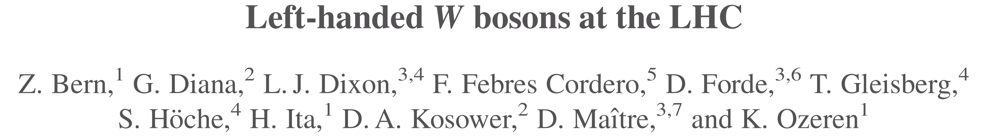 Left-handed W bosons at the LHC
Z. Bern,1 G. Diana,2 L. J. Dixon,3,4 F. Febres Cordero,5 D. Forde,3,6 T. Gleisberg,4
S. Höche,4 H. Ita,1 D. A. Kosower,2 D. Maître,3,7 and K. Ozeren1